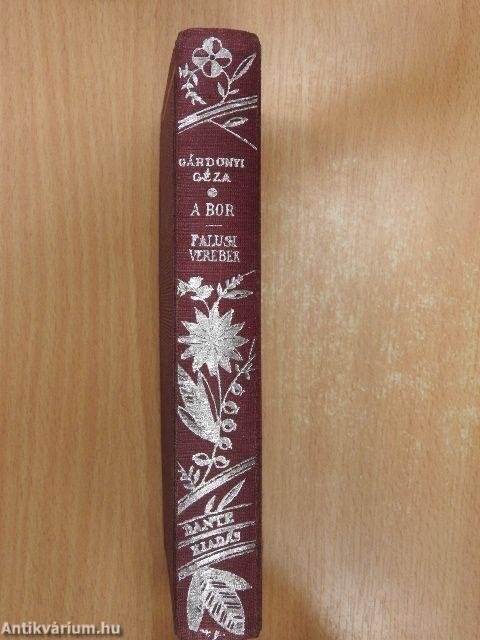 GÁRDONYI
GÉZA
A BOR
FALUSI
VEREBEK
DANTE
KIADÁS
Antikvárium.hu